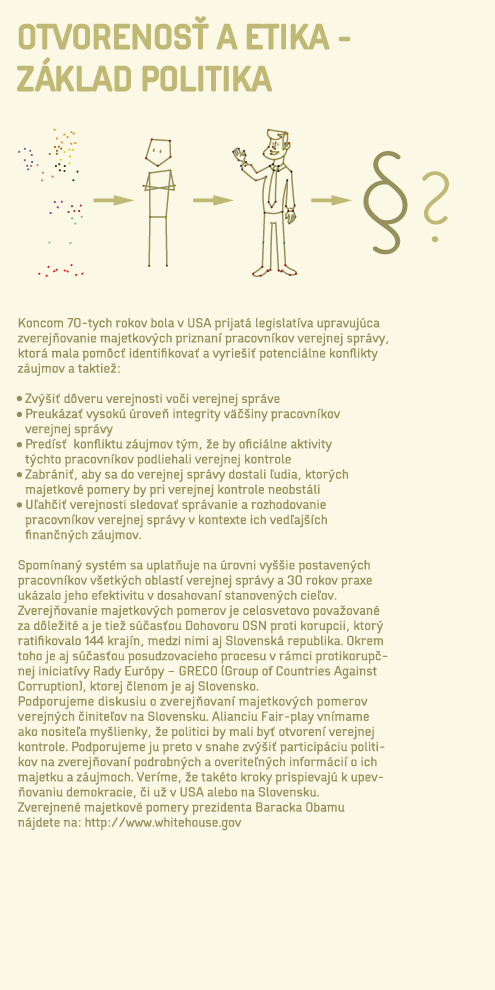 OTVORENOSŤ A ETIKA -
ZÁKLAD POLITIKA
§ ?
Koncom 70-tych rokov bola v USA prijatá legislatíva upravujúca
zverejňovanie majetkových priznaní pracovníkov verejnej správy,
ktorá mala pomôcť identifikovať a vyriešiť potenciálne konflikty
záujmov a taktiež:
• Zvýšiť dôveru verejnosti voči verejnej správe
• Preukázať vysokú úroveň integrity väčšiny pracovníkov
verejnej správy
• Predísť konfliktu záujmov tým, že by oficiálne aktivity
týchto pracovníkov podliehali verejnej kontrole
• Zabrániť, aby sa do verejnej správy dostali ľudia, ktorých
majetkové pomery by pri verejnej kontrole neobstáli
• Uľahčiť verejnosti sledovať správanie a rozhodovanie
pracovníkov verejnej správy v kontexte ich vedľajších
finančných záujmov.
Spomínaný systém sa uplatňuje na úrovni vyššie postavených
pracovníkov všetkých oblastí verejnej správy a 30 rokov praxe
ukázalo jeho efektivitu v dosahovaní stanovených cieľov.
Zverejňovanie majetkových pomerov je celosvetovo považované
za dôležité a je tiež súčasťou Dohovoru OSN proti korupcii, ktorý
ratifikovalo 144 krajín, medzi nimi aj Slovenská republika. Okrem
toho je aj súčasťou posudzovacieho procesu v rámci protikorupč-
nej iniciatívy Rady Európy – GRECO (Group of Countries Against
Corruption), ktorej členom je aj Slovensko.
Podporujeme diskusiu o zverejňovaní majetkových pomerov
verejných činiteľov na Slovensku. Alianciu Fair-play vnímame
ako nositeľa myšlienky, že politici by mali byť otvorení verejnej
kontrole. Podporujeme ju preto v snahe zvýšiť participáciu politi-
kov na zverejňovaní podrobných a overiteľných informácií o ich
majetku a záujmoch. Veríme, že takéto kroky prispievajú k upev-
ňovaniu demokracie, či už v USA alebo na Slovensku.
Zverejnené majetkové pomery prezidenta Baracka Obamu
nájdete na: http://www.whitehouse.gov